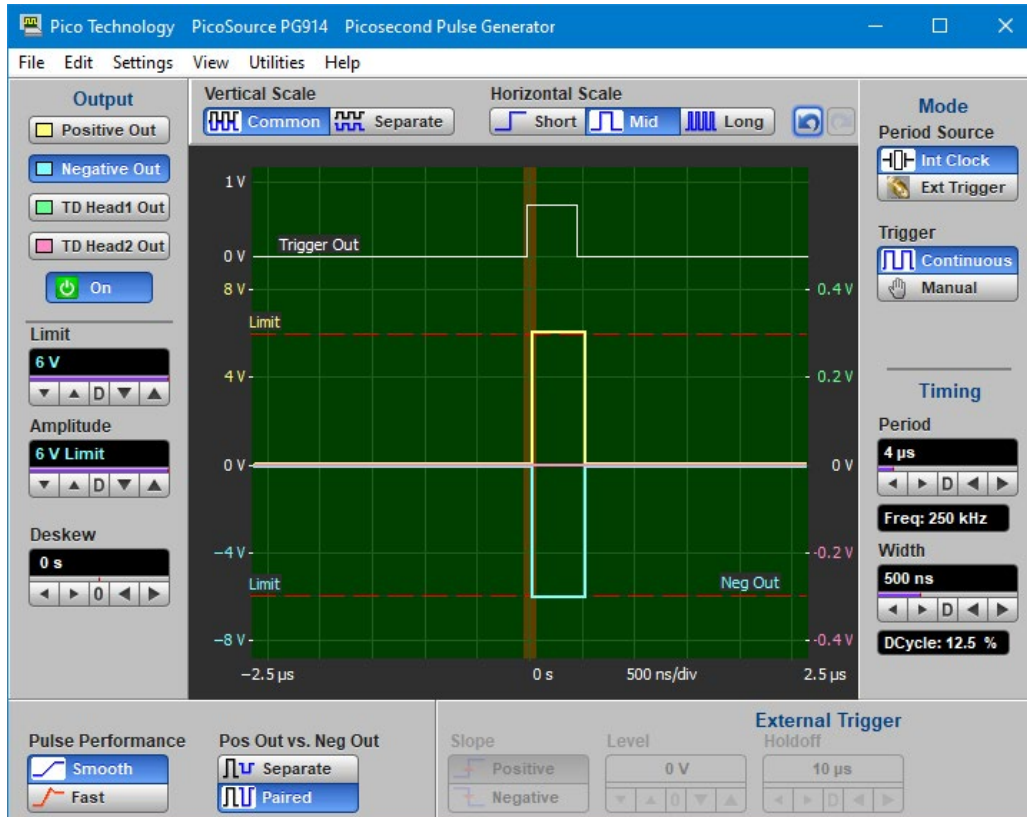 Pico Technology PicoSource PG914 Picosecond Pulse Generator
File Edit Settings View Utilities Help
Output
Positive Out
Negative Out
TD Head1 Out
TD Head2 Out
On
Limit
6 V
D
Amplitude
6 V Limit
D
Deskew
0 s
0
Vertical Scale
Common Separate
Horizontal Scale
Short Mid Long
1 V
Trigger Out
0 V
8 V
0.4 V
Limit
4 V
0.2 V
0 V
0 V
−4 V
-0.2 V
Limit
Neg Out
−8 V
-0.4 V
−2.5 µs
0 s
500 ns/div
2.5 µs
Mode
Period Source
Int Clock
Ext Trigger
Trigger
Continuous
Manual
Timing
Period
4 µs
D
Freq: 250 kHz
Width
500 ns
D
DCycle: 12.5 %
Pulse Performance
Smooth
Fast
Pos Out vs. Neg Out
Separate
Paired
External Trigger
Slope
Positive
Negative
Level
0 V
0
Holdoff
10 µs
D